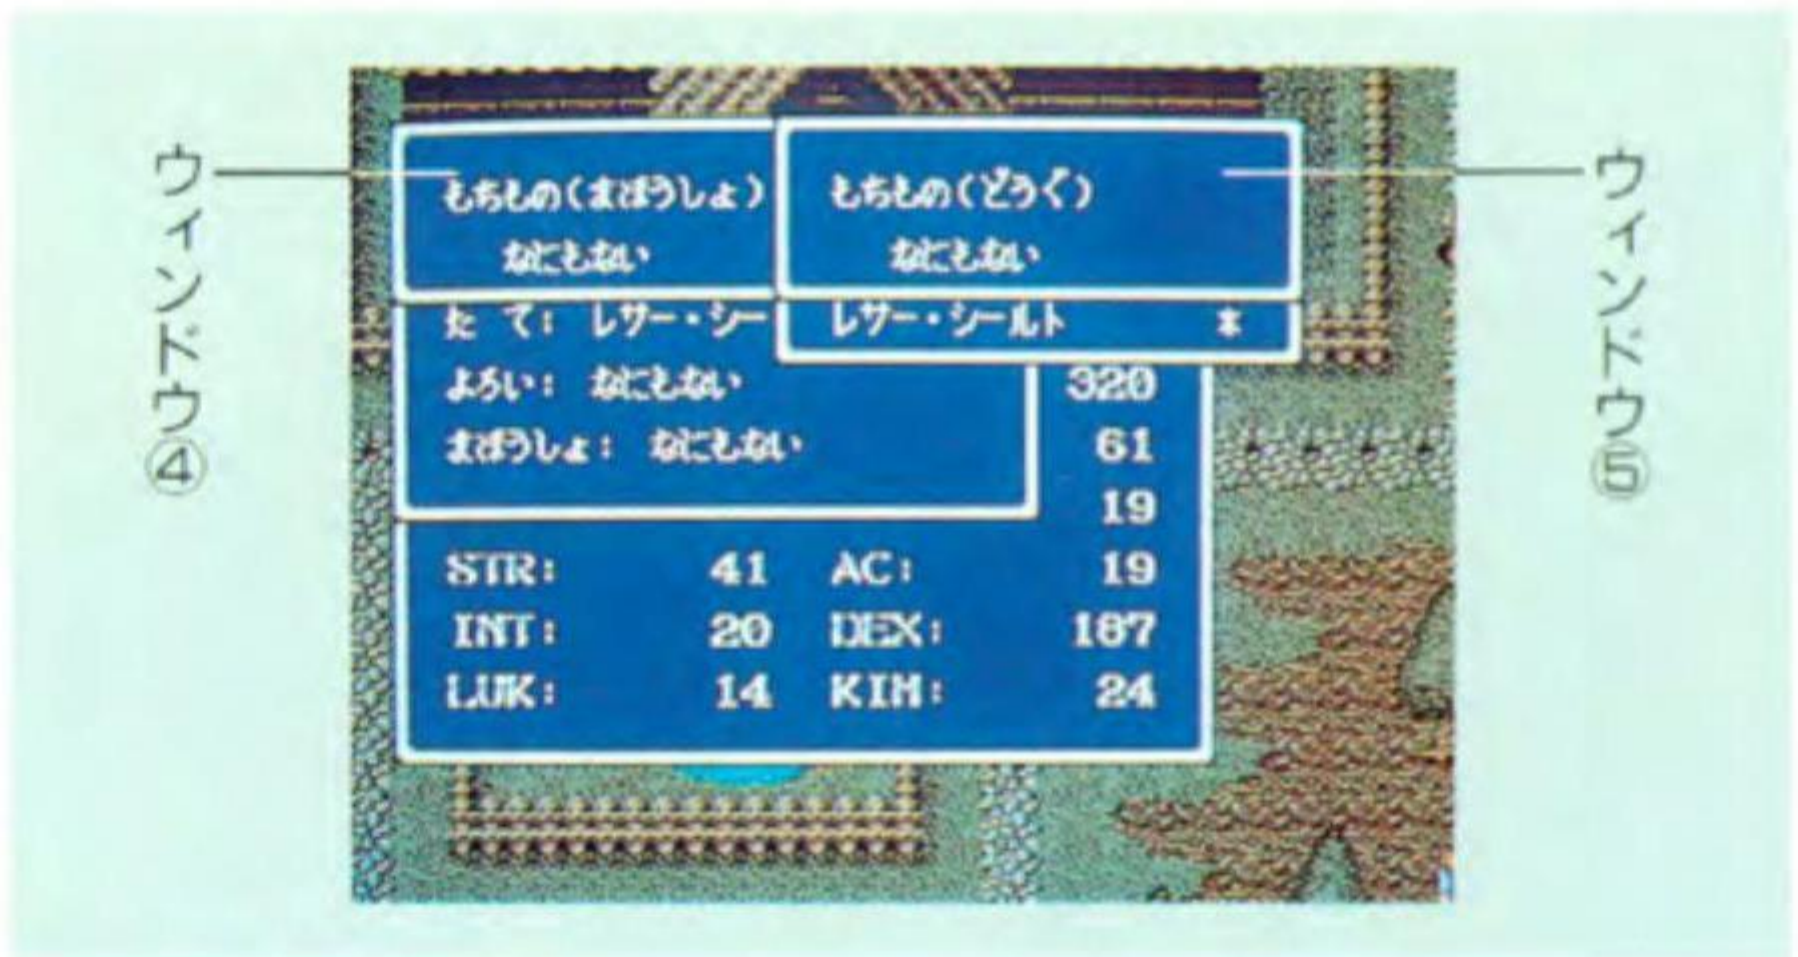 ウィンドウ④
もちもの(まほうしょ)
なにもない
もちもの(どうぐ)
なにもない
たて: レザー・シー
レザー・シールド *
よろい: なにもない
320
まほうしょ: なにもない
61
19
STR: 41 AC: 19
INT: 20 DEX: 187
LUK: 14 KIM: 24
ウィンドウ⑤